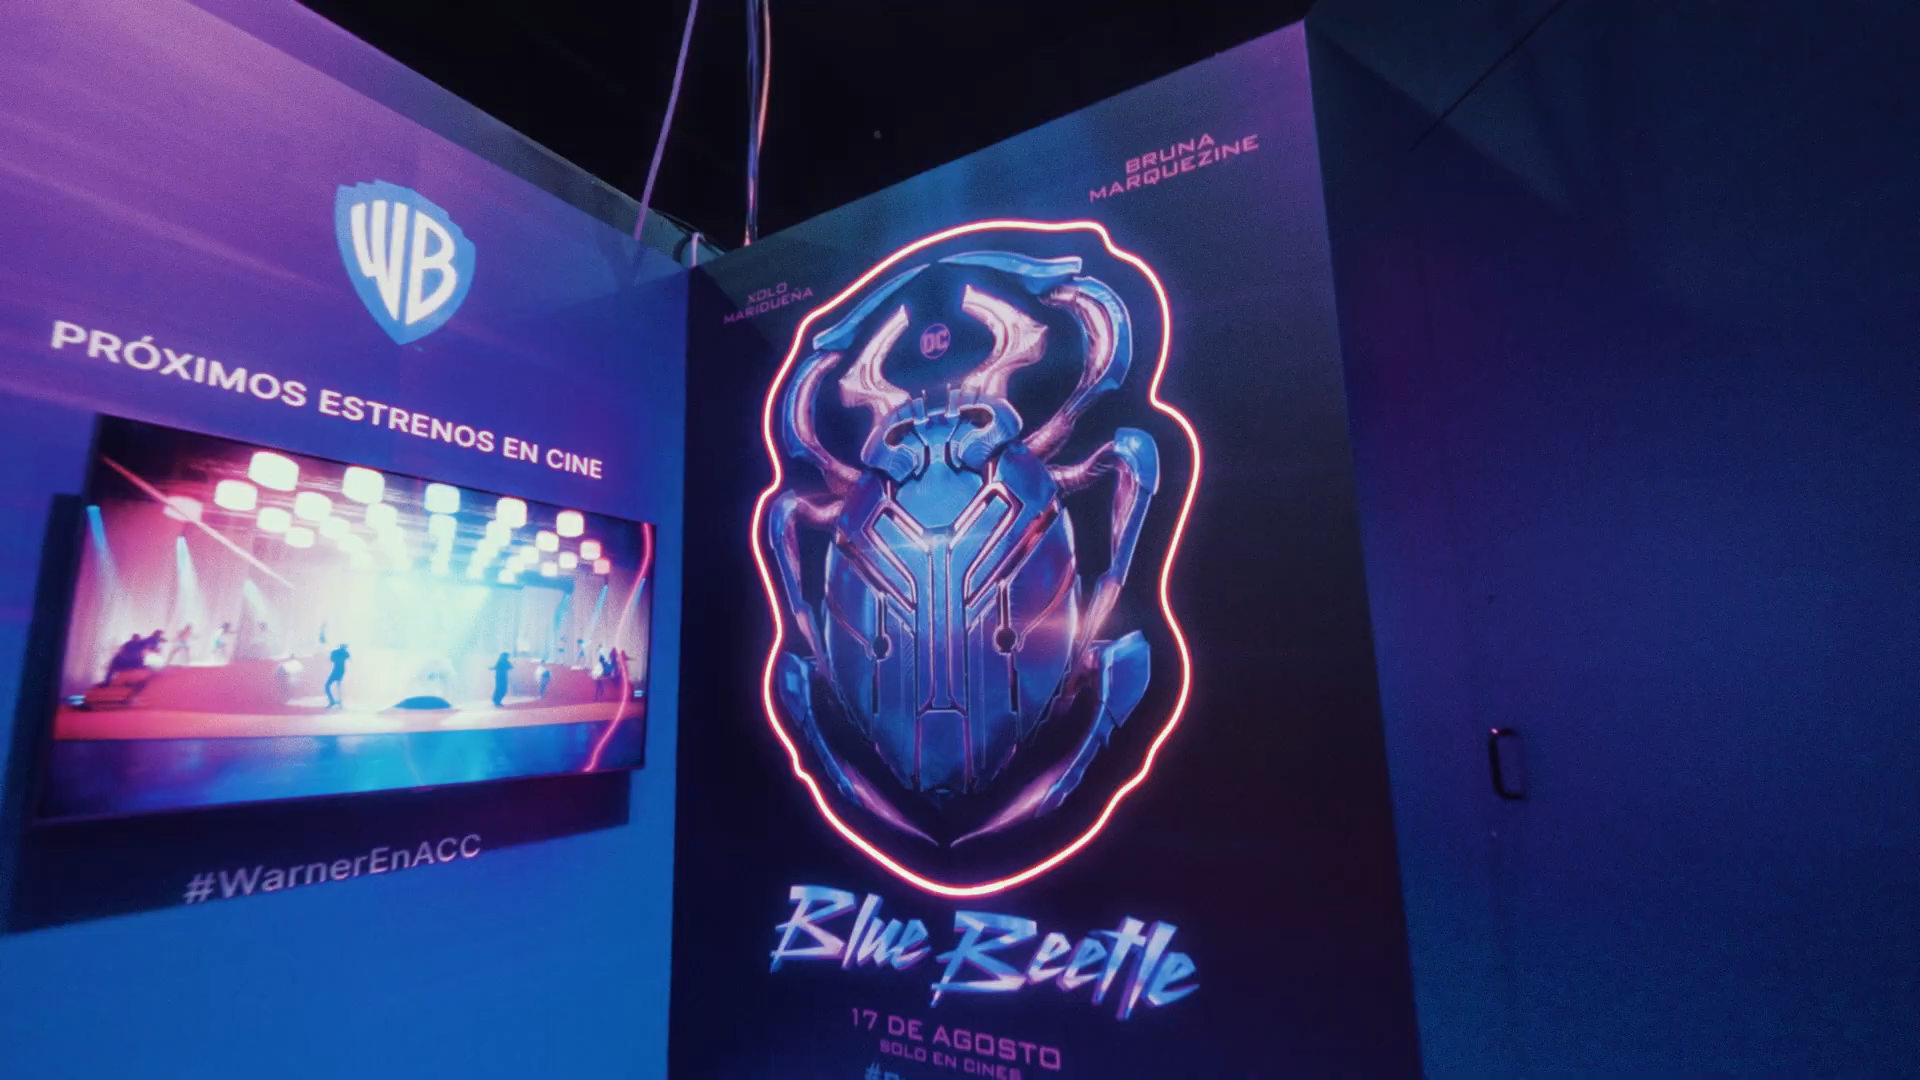 WB
PRÓXIMOS ESTRENOS EN CINE
#WarnerEnACC
BRUNA
MARQUEZINE
XOLO
MARIDUEÑA
DC
Blue Beetle
17 DE AGOSTO
SOLO EN CINES